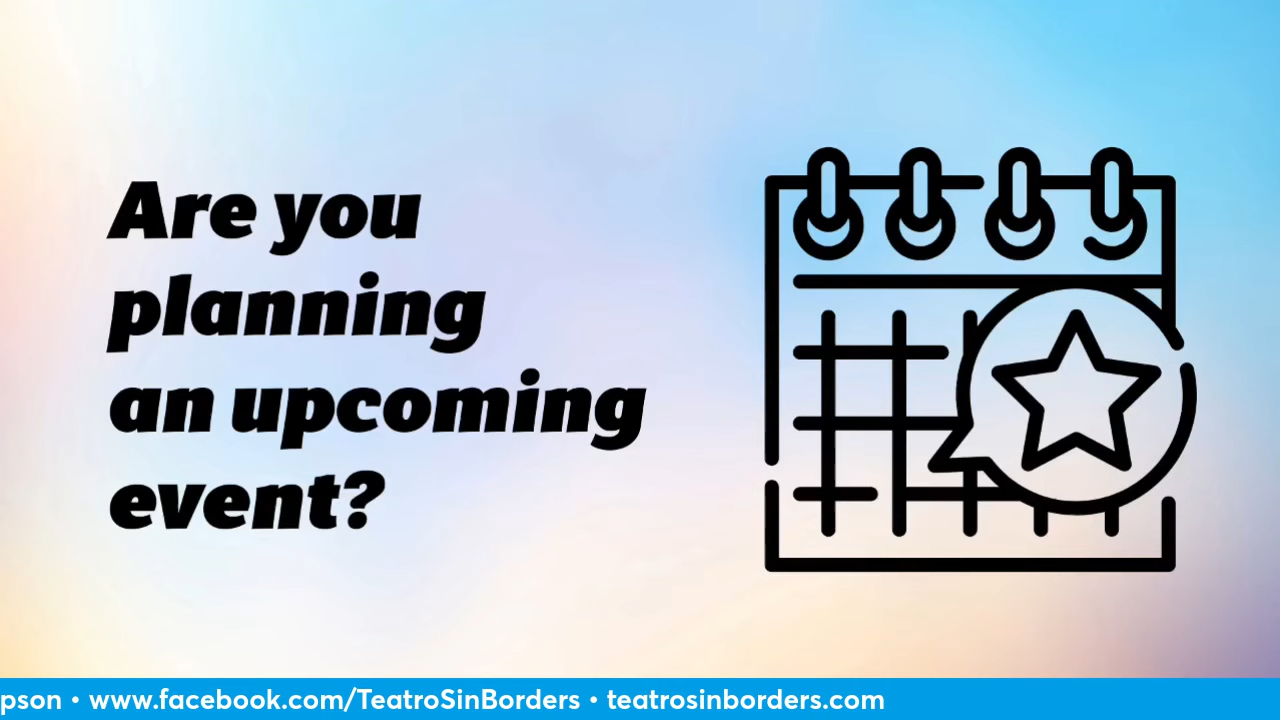 Are you
planning
an upcoming
event?
pson • www.facebook.com/TeatroSinBorders • teatrosinborders.com